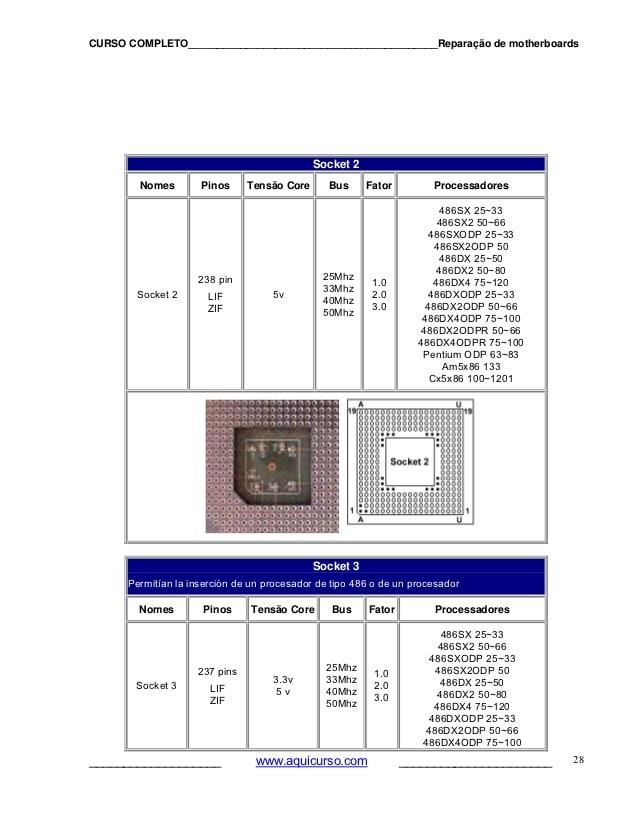 CURSO COMPLETO__________________________________________Reparação de motherboards
Socket 2
Nomes Pinos Tensão Core Bus Fator Processadores
Socket 2
238 pin
LIF
ZIF
5v
25Mhz
33Mhz
40Mhz
50Mhz
1.0
2.0
3.0
486SX 25~33
486SX2 50~66
486SXODP 25~33
486SX2ODP 50
486DX 25~50
486DX2 50~80
486DX4 75~120
486DXODP 25~33
486DX2ODP 50~66
486DX4ODP 75~100
486DX2ODPR 50~66
486DX4ODPR 75~100
Pentium ODP 63~83
Am5x86 133
Cx5x86 100~1201
A U
19 19
Socket 2
1 1
A U
Socket 3
Permitían la inserción de un procesador de tipo 486 o de un procesador
Nomes Pinos Tensão Core Bus Fator Processadores
Socket 3
237 pins
LIF
ZIF
3.3v
5 v
25Mhz
33Mhz
40Mhz
50Mhz
1.0
2.0
3.0
486SX 25~33
486SX2 50~66
486SXODP 25~33
486SX2ODP 50
486DX 25~50
486DX2 50~80
486DX4 75~120
486DXODP 25~33
486DX2ODP 50~66
486DX4ODP 75~100
____________________ www.aquicurso.com _______________________ 28